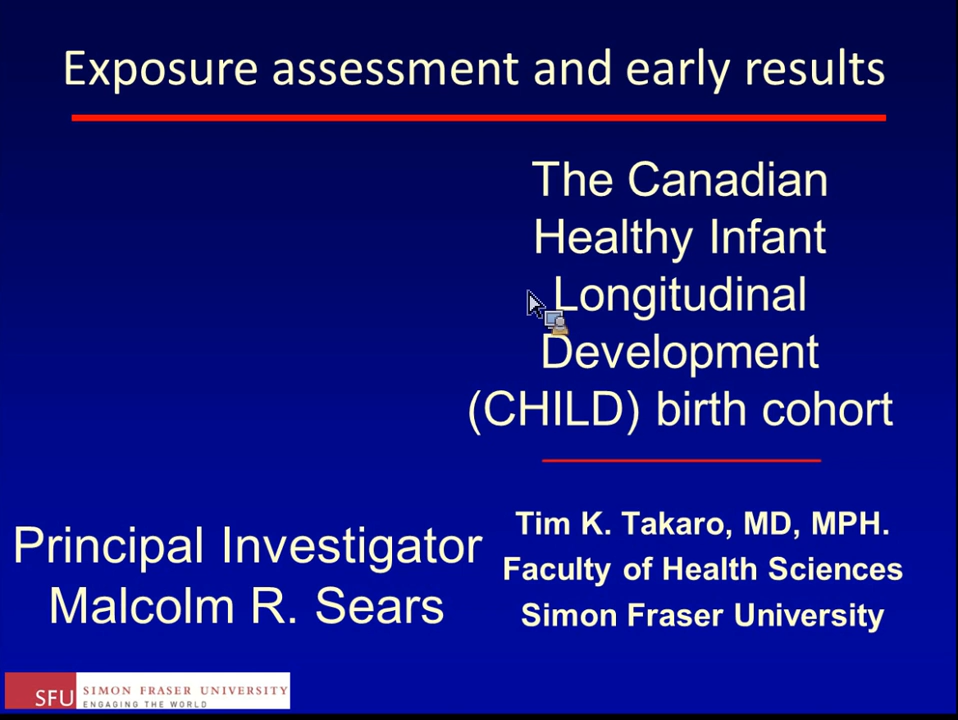 Exposure assessment and early results
The Canadian
Healthy Infant
Longitudinal
Development
(CHILD) birth cohort
Principal Investigator
Malcolm R. Sears
Tim K. Takaro, MD, MPH.
Faculty of Health Sciences
Simon Fraser University
SFU
SIMON FRASER UNIVERSITY
ENGAGING THE WORLD